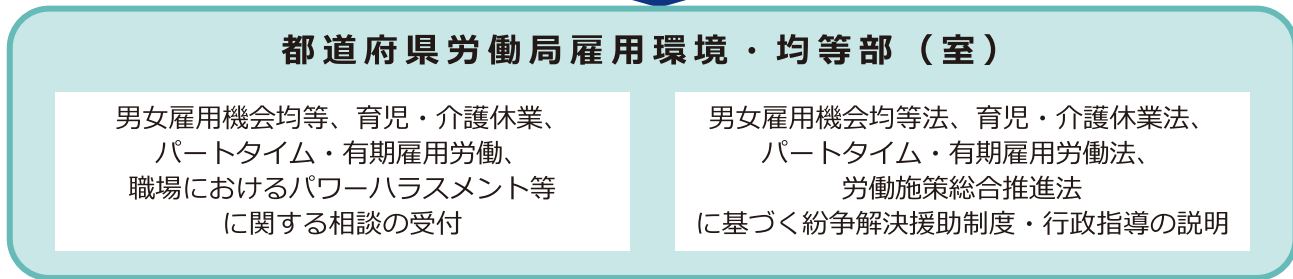 都道府県労働局雇用環境・均等部（室）
男女雇用機会均等、育児・介護休業、
パートタイム・有期雇用労働、
職場におけるパワーハラスメント等
に関する相談の受付
男女雇用機会均等法、育児・介護休業法、
パートタイム・有期雇用労働法、
労働施策総合推進法
に基づく紛争解決援助制度・行政指導の説明